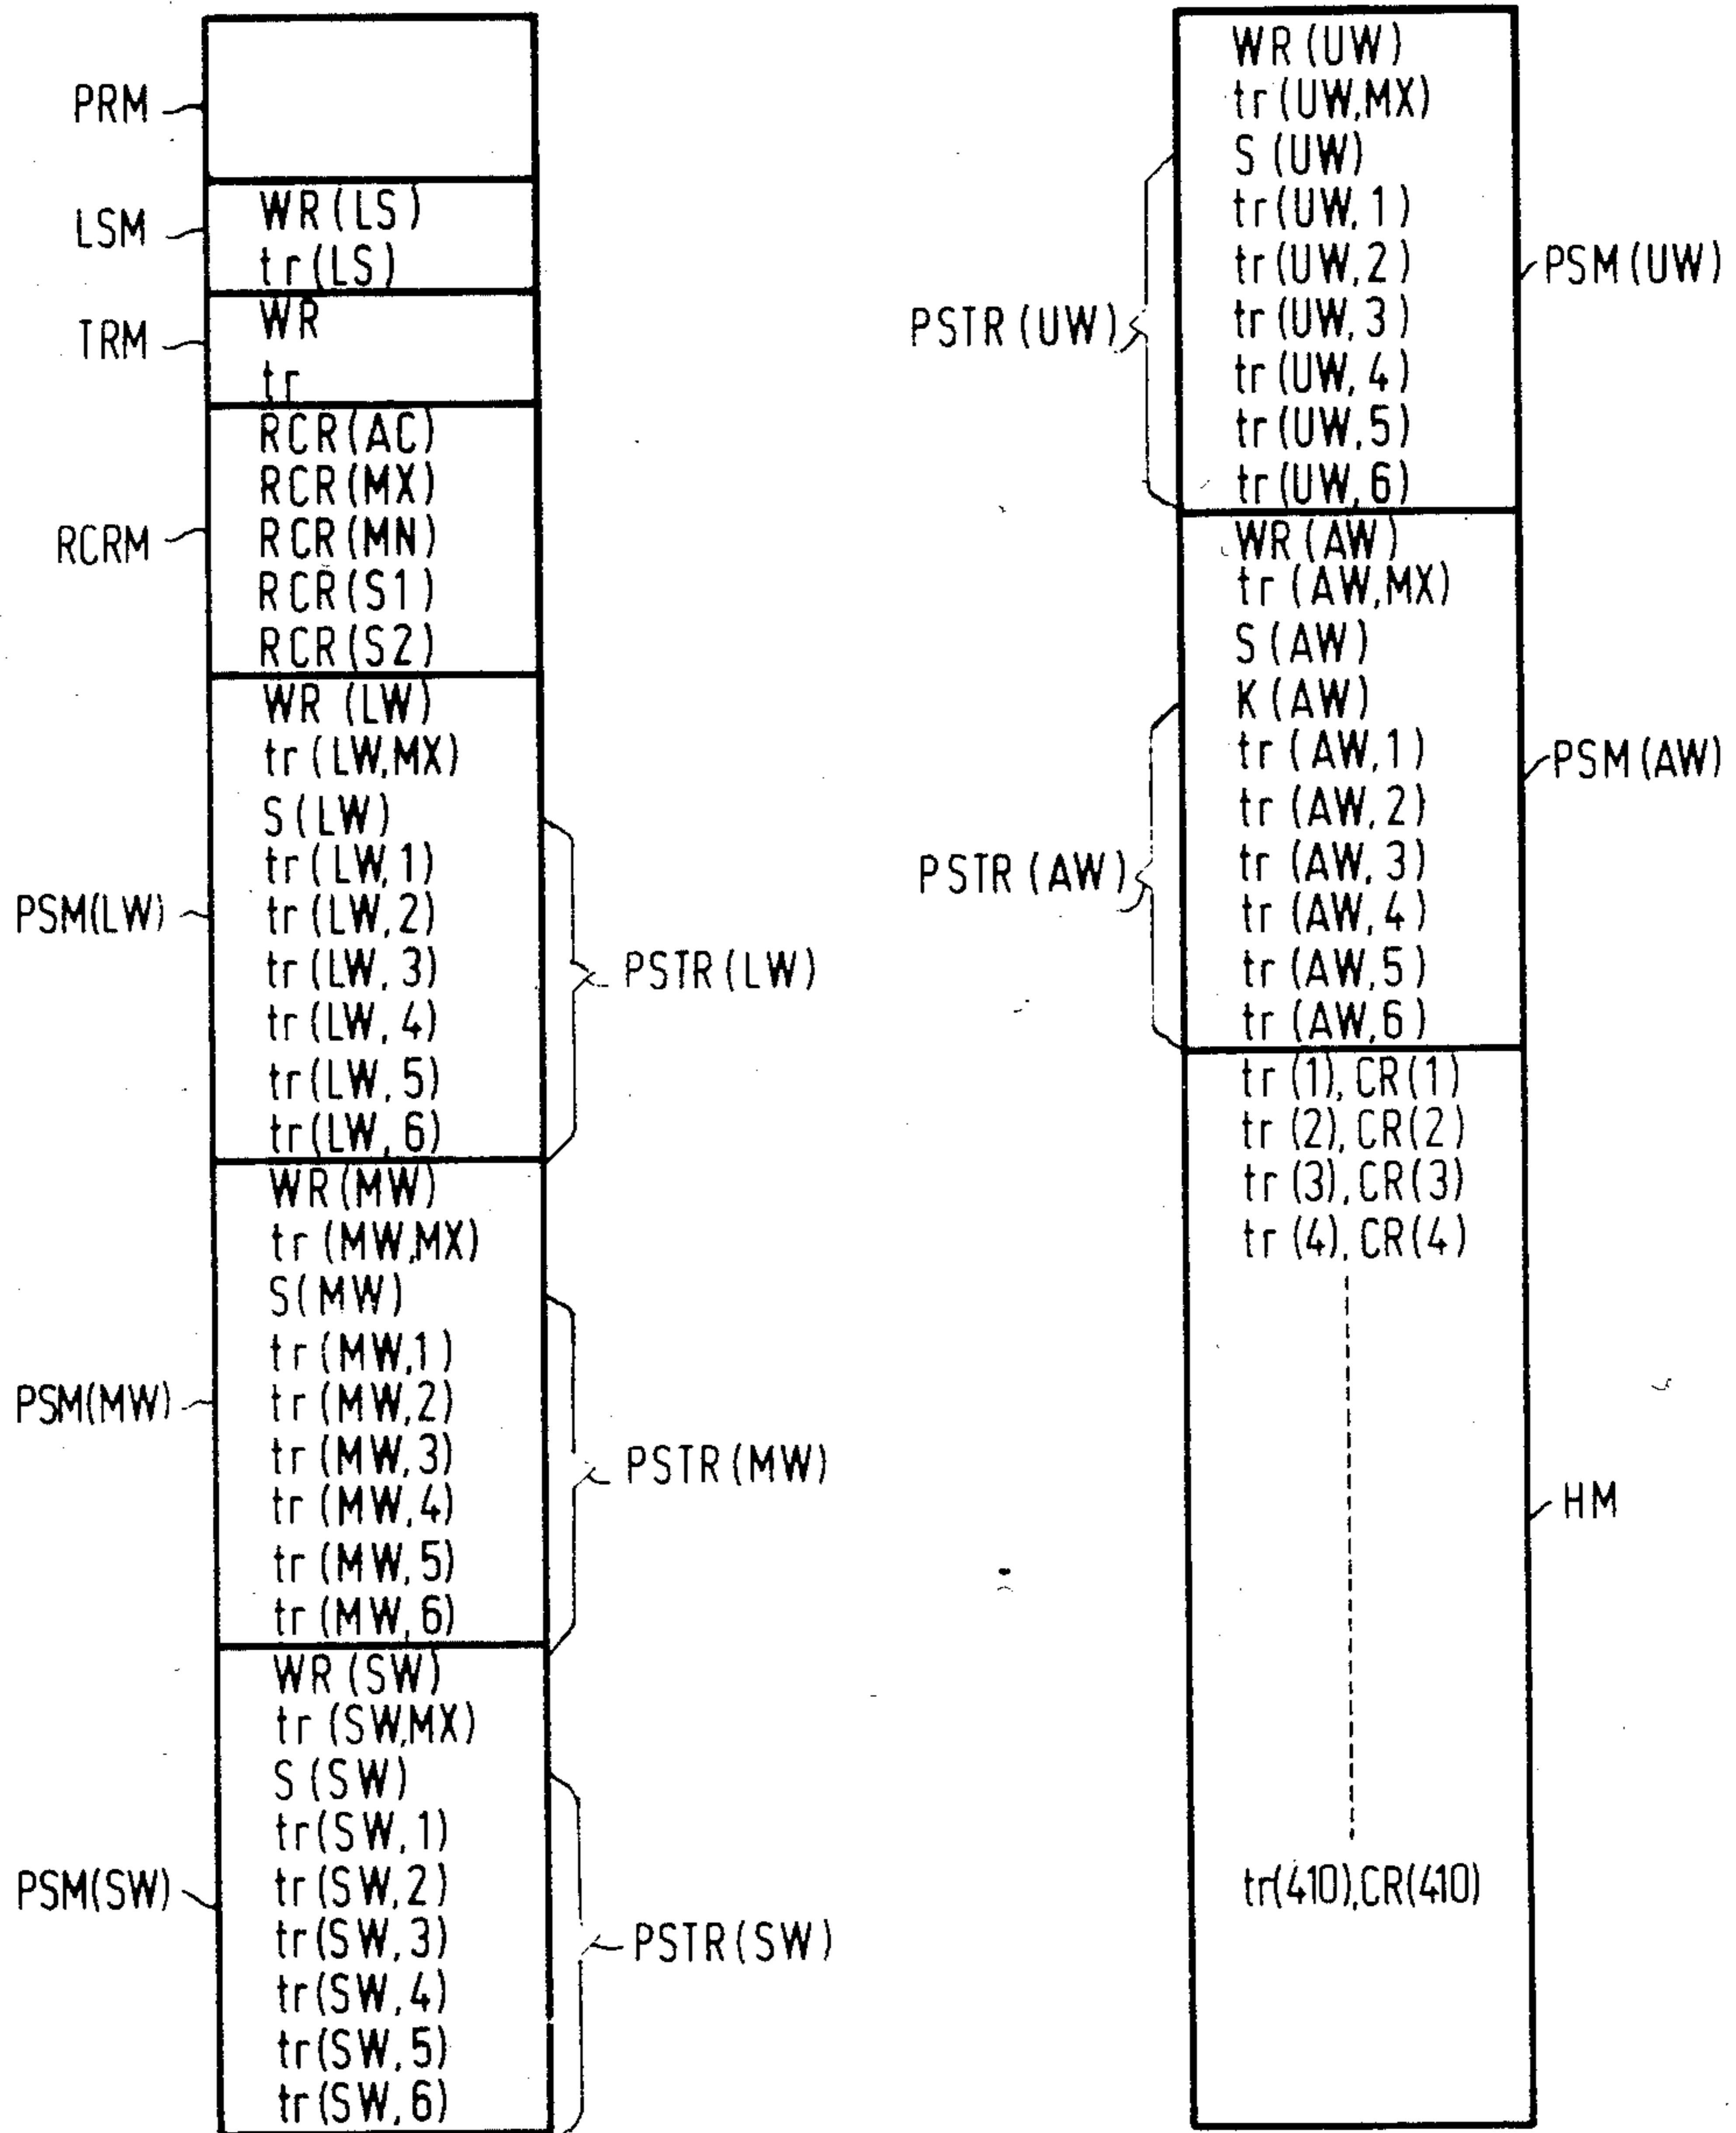 PRM
LSM
WR(LS)
tr(LS)
TRM
WR
tr
RCRM
RCR(AC)
RCR(MX)
RCR(MN)
RCR(S1)
RCR(S2)
PSM(LW)
WR (LW)
tr (LW,MX)
S(LW)
tr(LW,1)
tr(LW,2)
tr(LW,3)
tr(LW,4)
tr(LW,5)
tr(LW,6)
PSTR(LW)
PSM(MW)
WR(MW)
tr (MW,MX)
S(MW)
tr (MW,1)
tr (MW,2)
tr (MW,3)
tr (MW,4)
tr (MW,5)
tr (MW,6)
PSTR(MW)
PSM(SW)
WR (SW)
tr (SW,MX)
S (SW)
tr(SW,1)
tr(SW,2)
tr(SW,3)
tr(SW,4)
tr(SW,5)
tr(SW,6)
PSTR(SW)
PSTR (UW)
WR (UW)
tr (UW,MX)
S (UW)
tr(UW,1)
tr(UW,2)
tr(UW,3)
tr(UW,4)
tr(UW,5)
tr(UW,6)
PSM(UW)
PSTR (AW)
WR(AW)
tr (AW,MX)
S (AW)
K (AW)
tr (AW,1)
tr (AW,2)
tr (AW,3)
tr (AW,4)
tr (AW,5)
tr (AW,6)
PSM(AW)
tr (1), CR(1)
tr (2), CR(2)
tr (3), CR(3)
tr (4), CR(4)
tr(410),CR(410)
HM